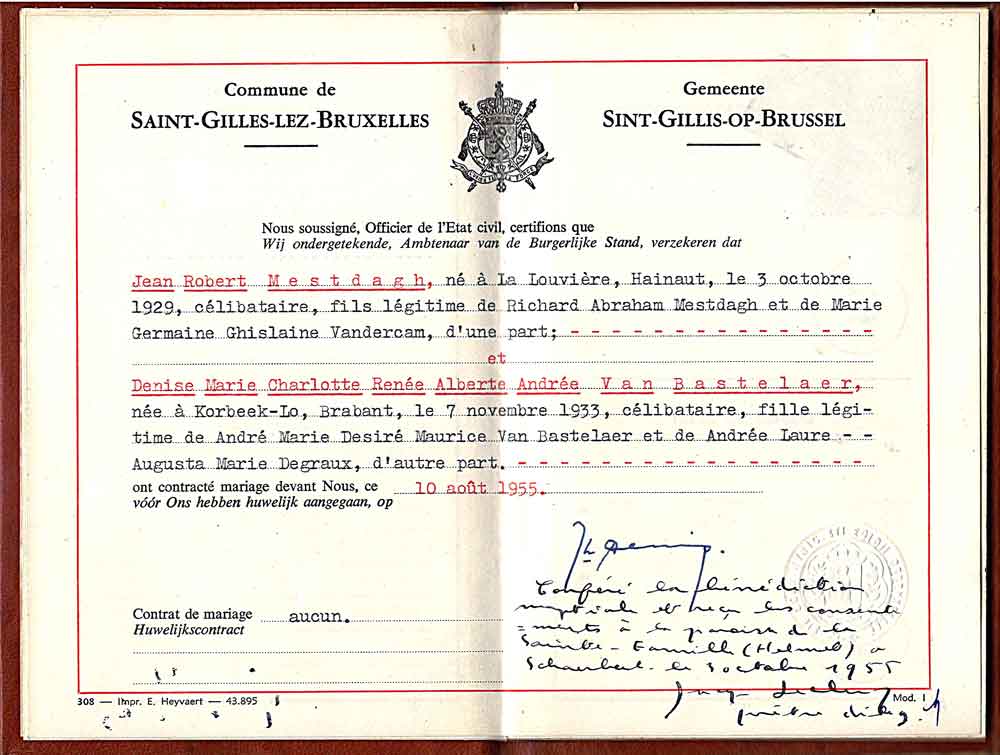 Commune de
SAINT-GILLES-LEZ-BRUXELLES
Gemeente
SINT-GILLIS-OP-BRUSSEL
Nous soussigné, Officier de l'Etat civil, certifions que
Wij ondergetekende, Ambtenaar van de Burgerlijke Stand, verzekeren dat
Jean Robert Mestdagh, né à La Louvière, Hainaut, le 3 octobre
1929, célibataire, fils légitime de Richard Abraham Mestdagh et de Marie
Germaine Ghislaine Vandercam, d'une part; - - - - - - - - - - - - - - -
et
Denise Marie Charlotte Renée Alberte Andrée Van Bastelaer,
née à Korbeek-Lo, Brabant, le 7 novembre 1933, célibataire, fille légi-
time de André Marie Desiré Maurice Van Bastelaer et de Andrée Laure - -
Augusta Marie Degraux, d'autre part. - - - - - - - - - - - - - - - - -
ont contracté mariage devant Nous, ce 10 août 1955.
vóór Ons hebben huwelijk aangegaan, op
Conféré la bénédiction
nuptiale et reçu les consente
=ments à la paroisse de la
Sainte-Famille (Helmet) à
Schaerbeek le 3 octobre 1955
Contrat de mariage aucun.
Huwelijkscontract
308 — Impr. E. Heyvaert — 43.895
Mod. 1
prêtre